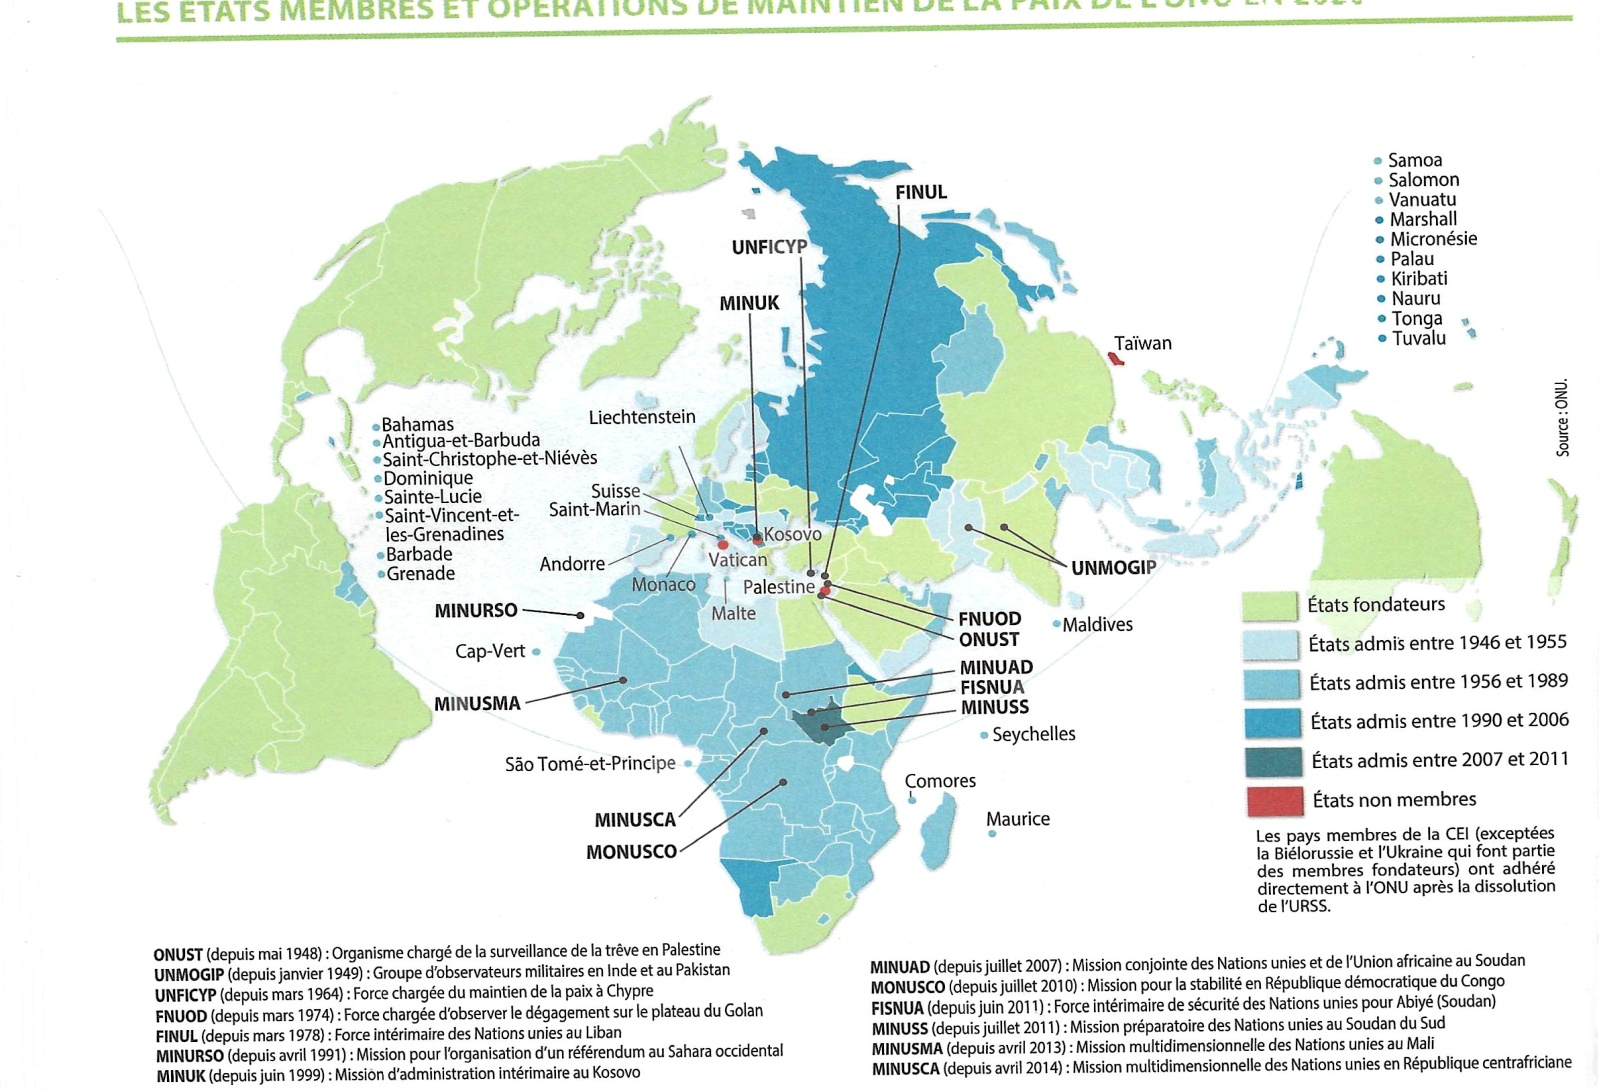 LES ÉTATS MEMBRES ET OPÉRATIONS DE MAINTIEN DE LA PAIX DE L'ONU EN
FINUL
UNFICYP
MINUK
Samoa
Salomon
Vanuatu
Marshall
Micronésie
Palau
Kiribati
Nauru
Tonga
Tuvalu
Taïwan
Source : ONU.
Liechtenstein
Bahamas
Antigua-et-Barbuda
Saint-Christophe-et-Niévès
Dominique
Sainte-Lucie
Saint-Vincent-et-
les-Grenadines
Barbade
Grenade
Suisse
Saint-Marin
Andorre
Monaco
Kosovo
Vatican
Palestine
Malte
UNMOGIP
MINURSO
Cap-Vert
MINUSMA
FNUOD
ONUST
MINUAD
FISNUA
MINUSS
Maldives
Seychelles
São Tomé-et-Principe
Comores
Maurice
MINUSCA
MONUSCO
États fondateurs
États admis entre 1946 et 1955
États admis entre 1956 et 1989
États admis entre 1990 et 2006
États admis entre 2007 et 2011
États non membres
Les pays membres de la CEI (exceptées
la Biélorussie et l'Ukraine qui font partie
des membres fondateurs) ont adhéré
directement à l'ONU après la dissolution
de l'URSS.
ONUST (depuis mai 1948) : Organisme chargé de la surveillance de la trêve en Palestine
UNMOGIP (depuis janvier 1949) : Groupe d'observateurs militaires en Inde et au Pakistan
UNFICYP (depuis mars 1964) : Force chargée du maintien de la paix à Chypre
FNUOD (depuis mars 1974) : Force chargée d'observer le dégagement sur le plateau du Golan
FINUL (depuis mars 1978) : Force intérimaire des Nations unies au Liban
MINURSO (depuis avril 1991) : Mission pour l'organisation d'un référendum au Sahara occidental
MINUK (depuis juin 1999) : Mission d'administration intérimaire au Kosovo
MINUAD (depuis juillet 2007) : Mission conjointe des Nations unies et de l'Union africaine au Soudan
MONUSCO (depuis juillet 2010) : Mission pour la stabilité en République démocratique du Congo
FISNUA (depuis juin 2011) : Force intérimaire de sécurité des Nations unies pour Abiyé (Soudan)
MINUSS (depuis juillet 2011) : Mission préparatoire des Nations unies au Soudan du Sud
MINUSMA (depuis avril 2013) : Mission multidimensionnelle des Nations unies au Mali
MINUSCA (depuis avril 2014) : Mission multidimensionnelle des Nations unies en République centrafriciane